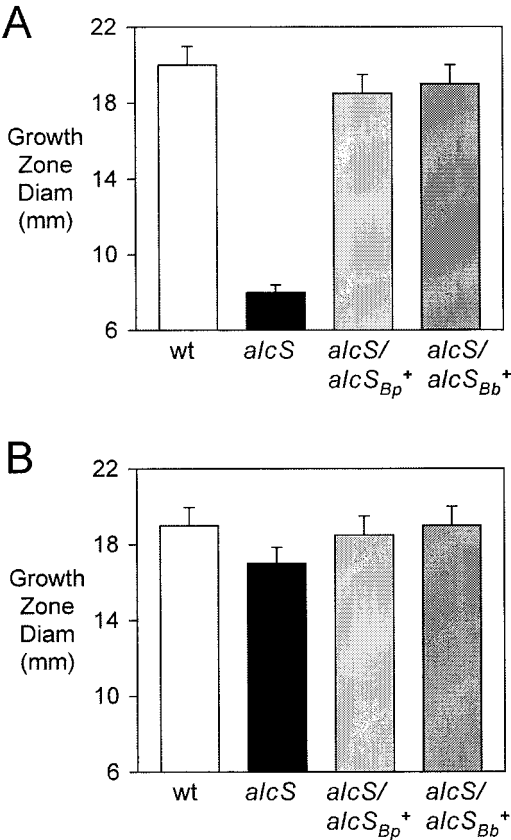 A
22
18
14
10
6
Growth
Zone
Diam
(mm)
wt alcS alcS/ alcS/
alcSBp+ alcSBb+
B
22
18
14
10
6
Growth
Zone
Diam
(mm)
wt alcS alcS/ alcS/
alcSBp+ alcSBb+